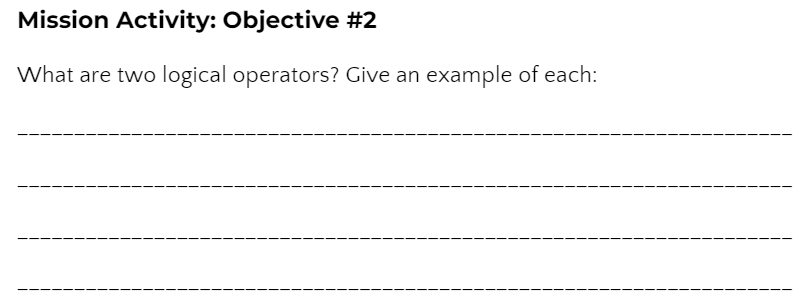 Mission Activity: Objective #2
What are two logical operators? Give an example of each: